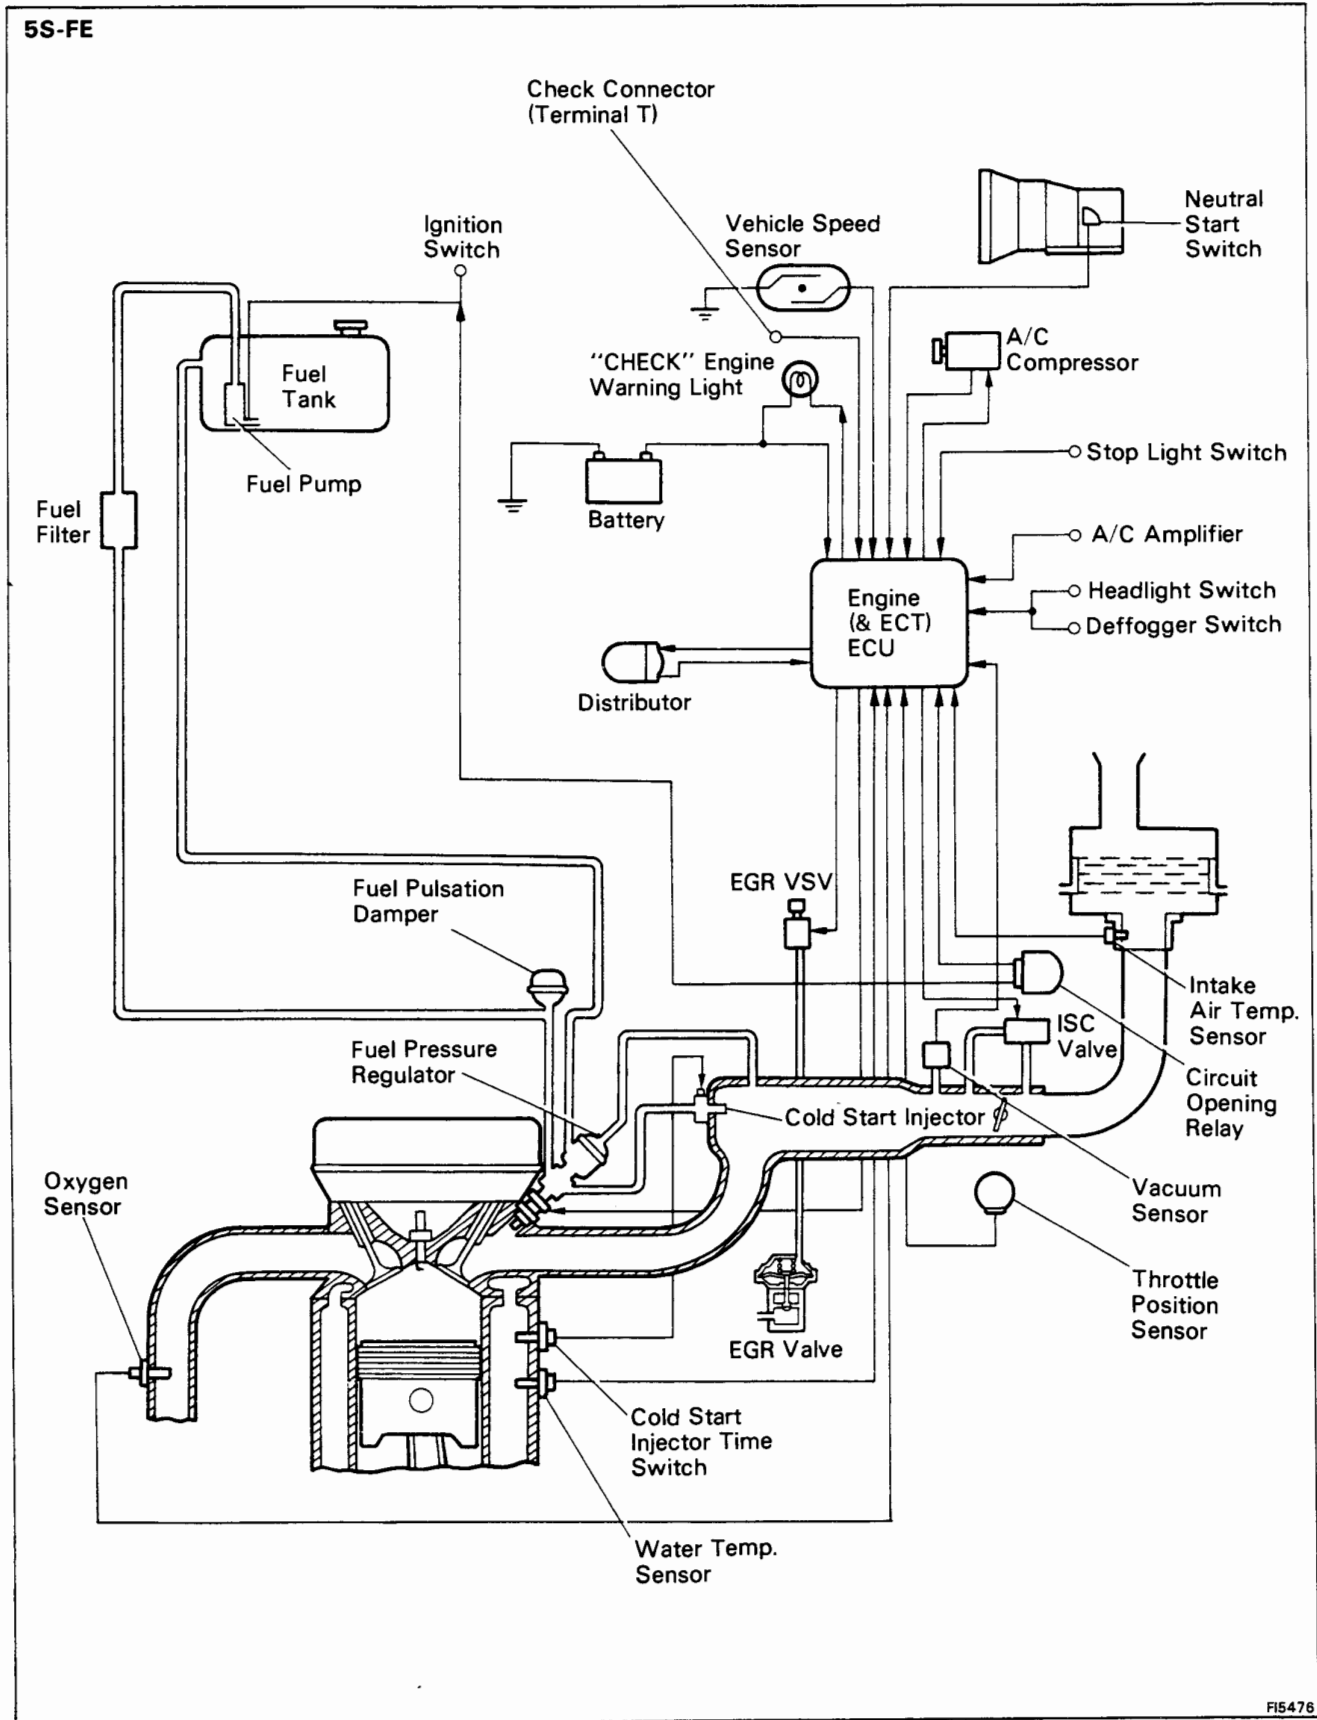 5S-FE
Check Connector
(Terminal T)
Neutral
Start
Switch
Ignition
Switch
Vehicle Speed
Sensor
A/C
Compressor
"CHECK" Engine
Warning Light
Fuel
Tank
Stop Light Switch
Fuel Pump
Fuel
Filter
Battery
A/C Amplifier
Headlight Switch
Deffogger Switch
Engine
(& ECT)
ECU
Distributor
EGR VSV
Fuel Pulsation
Damper
Intake
Air Temp.
Sensor
ISC
Valve
Fuel Pressure
Regulator
Circuit
Opening
Relay
Cold Start Injector
Oxygen
Sensor
Vacuum
Sensor
Throttle
Position
Sensor
EGR Valve
Cold Start
Injector Time
Switch
Water Temp.
Sensor
FI5476